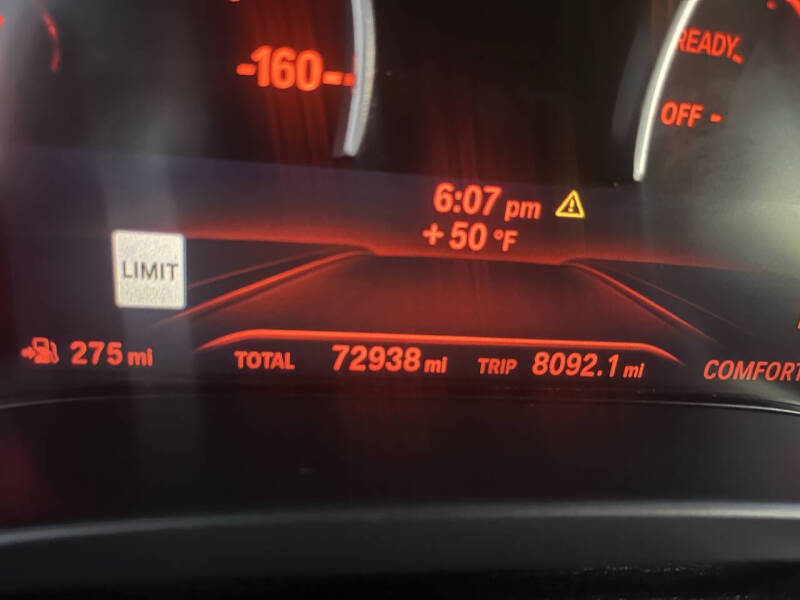 -160-
READY
OFF -
6:07 pm
+50 °F
LIMIT
275 mi
TOTAL 72938 mi TRIP 8092.1 mi
COMFORT